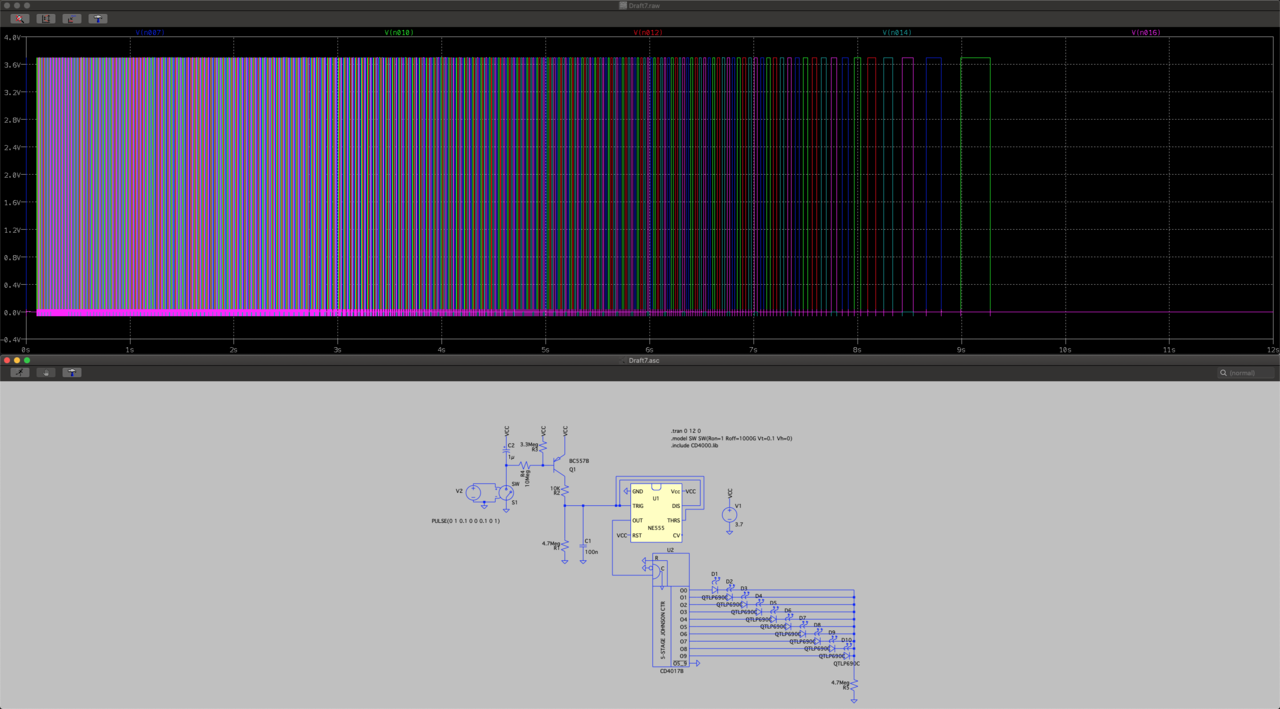 Draft7.raw
V(n007) V(n010) V(n012) V(n014) V(n016)
4.0V
3.6V
3.2V
2.8V
2.4V
2.0V
1.6V
1.2V
0.8V
0.4V
0.0V
-0.4V
0s 1s 2s 3s 4s 5s 6s 7s 8s 9s 10s 11s 12s
Draft7.asc
(normal)
.tran 0 12 0
.model SW SW(Ron=1 Roff=1000G Vt=0.1 Vh=0)
.include CD4000.lib
VCC
VCC
VCC
C2
1µ
3.3Meg
R3
R4
10Meg
BC557B
Q1
V2
SW
S1
PULSE(0 1 0.1 0 0 0.1 0 1)
10K
R2
4.7Meg
R1
C1
100n
GND
Vcc
VCC
U1
TRIG
DIS
OUT
THRS
NE555
VCC
RST
CV
VCC
V1
3.7
U2
R
C
5-STAGE JOHNSON CTR
O0
O1
O2
O3
O4
O5
O6
O7
O8
O9
O5_9
CD4017B
D1
D2
QTLP690C
D3
QTLP690C
D4
QTLP690C
D5
QTLP690C
D6
QTLP690C
D7
QTLP690C
D8
QTLP690C
D9
QTLP690C
D10
QTLP690C
QTLP690C
4.7Meg
R5